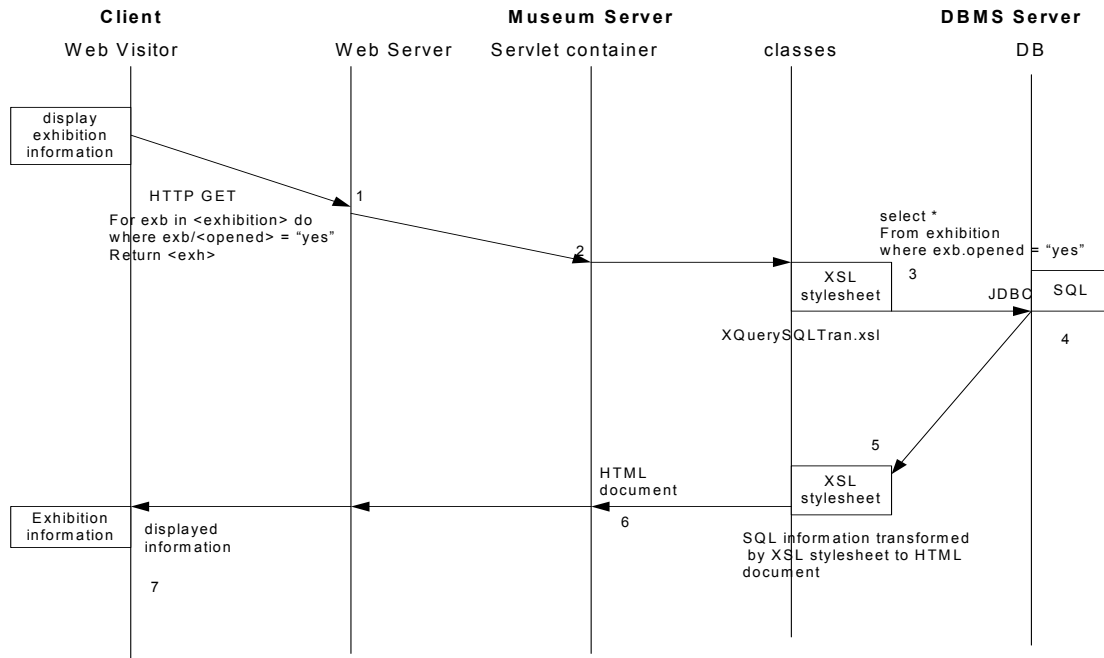 Client
Museum Server
DBMS Server
Web Visitor
Web Server
Servlet container
classes
DB
display
exhibition
information
HTTP GET
1
For exb in <exhibition> do
where exb/<opened> = “yes”
Return <exh>
2
select *
From exhibition
where exb.opened = “yes”
XSL
stylesheet
3
JDBC
SQL
XQuerySQLTran.xsl
4
5
XSL
stylesheet
HTML
document
6
Exhibition
information
displayed
information
SQL information transformed
by XSL stylesheet to HTML
document
7